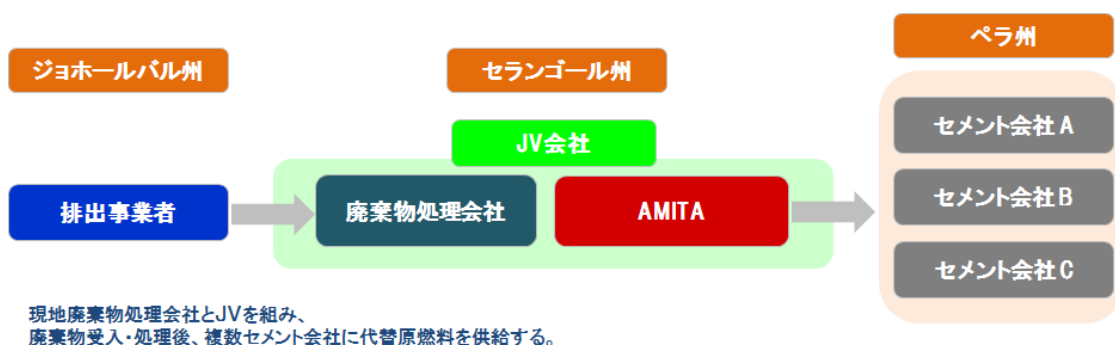 ペラ州
ジョホールバル州
セランゴール州
JV会社
セメント会社 A
排出事業者
廃棄物処理会社
AMITA
セメント会社 B
セメント会社 C
現地廃棄物処理会社とJVを組み、
廃棄物受入・処理後、複数セメント会社に代替原燃料を供給する。